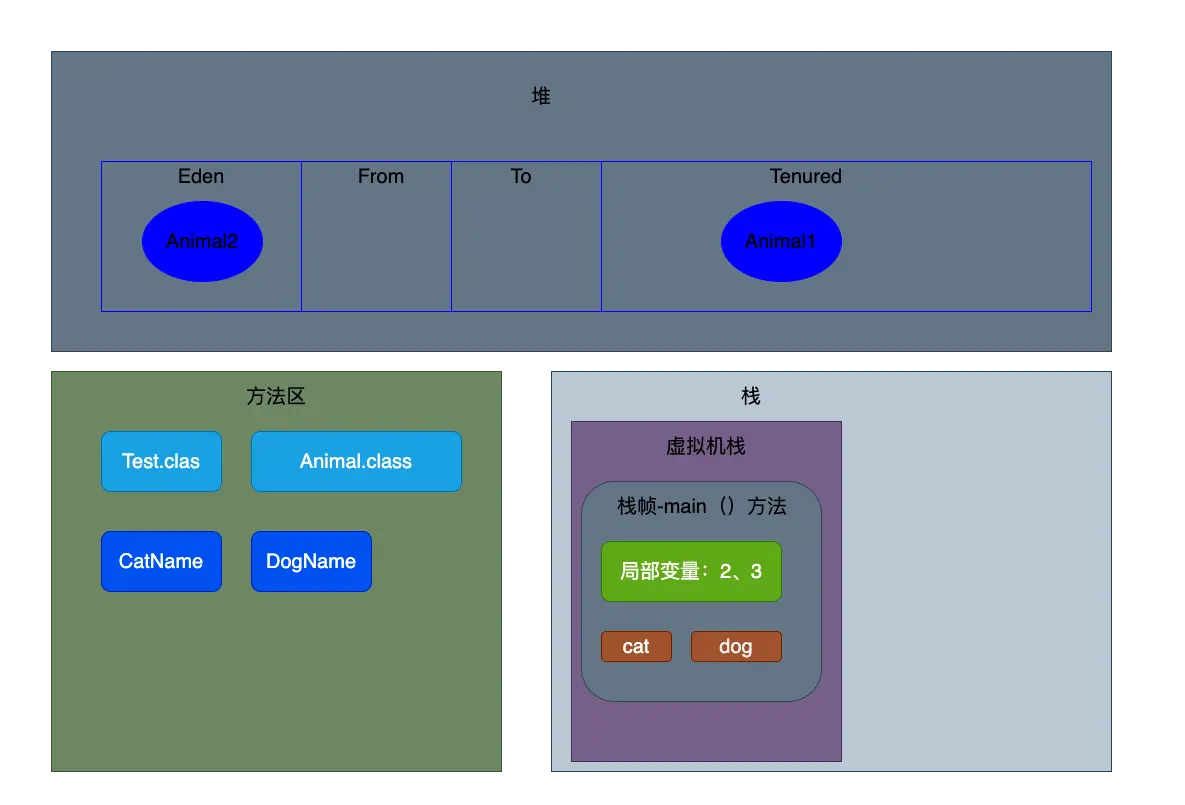 堆
Eden
From
To
Tenured
Animal2
Animal1
方法区
Test.clas
Animal.class
CatName
DogName
栈
虚拟机栈
栈帧-main（）方法
局部变量：2、3
cat
dog